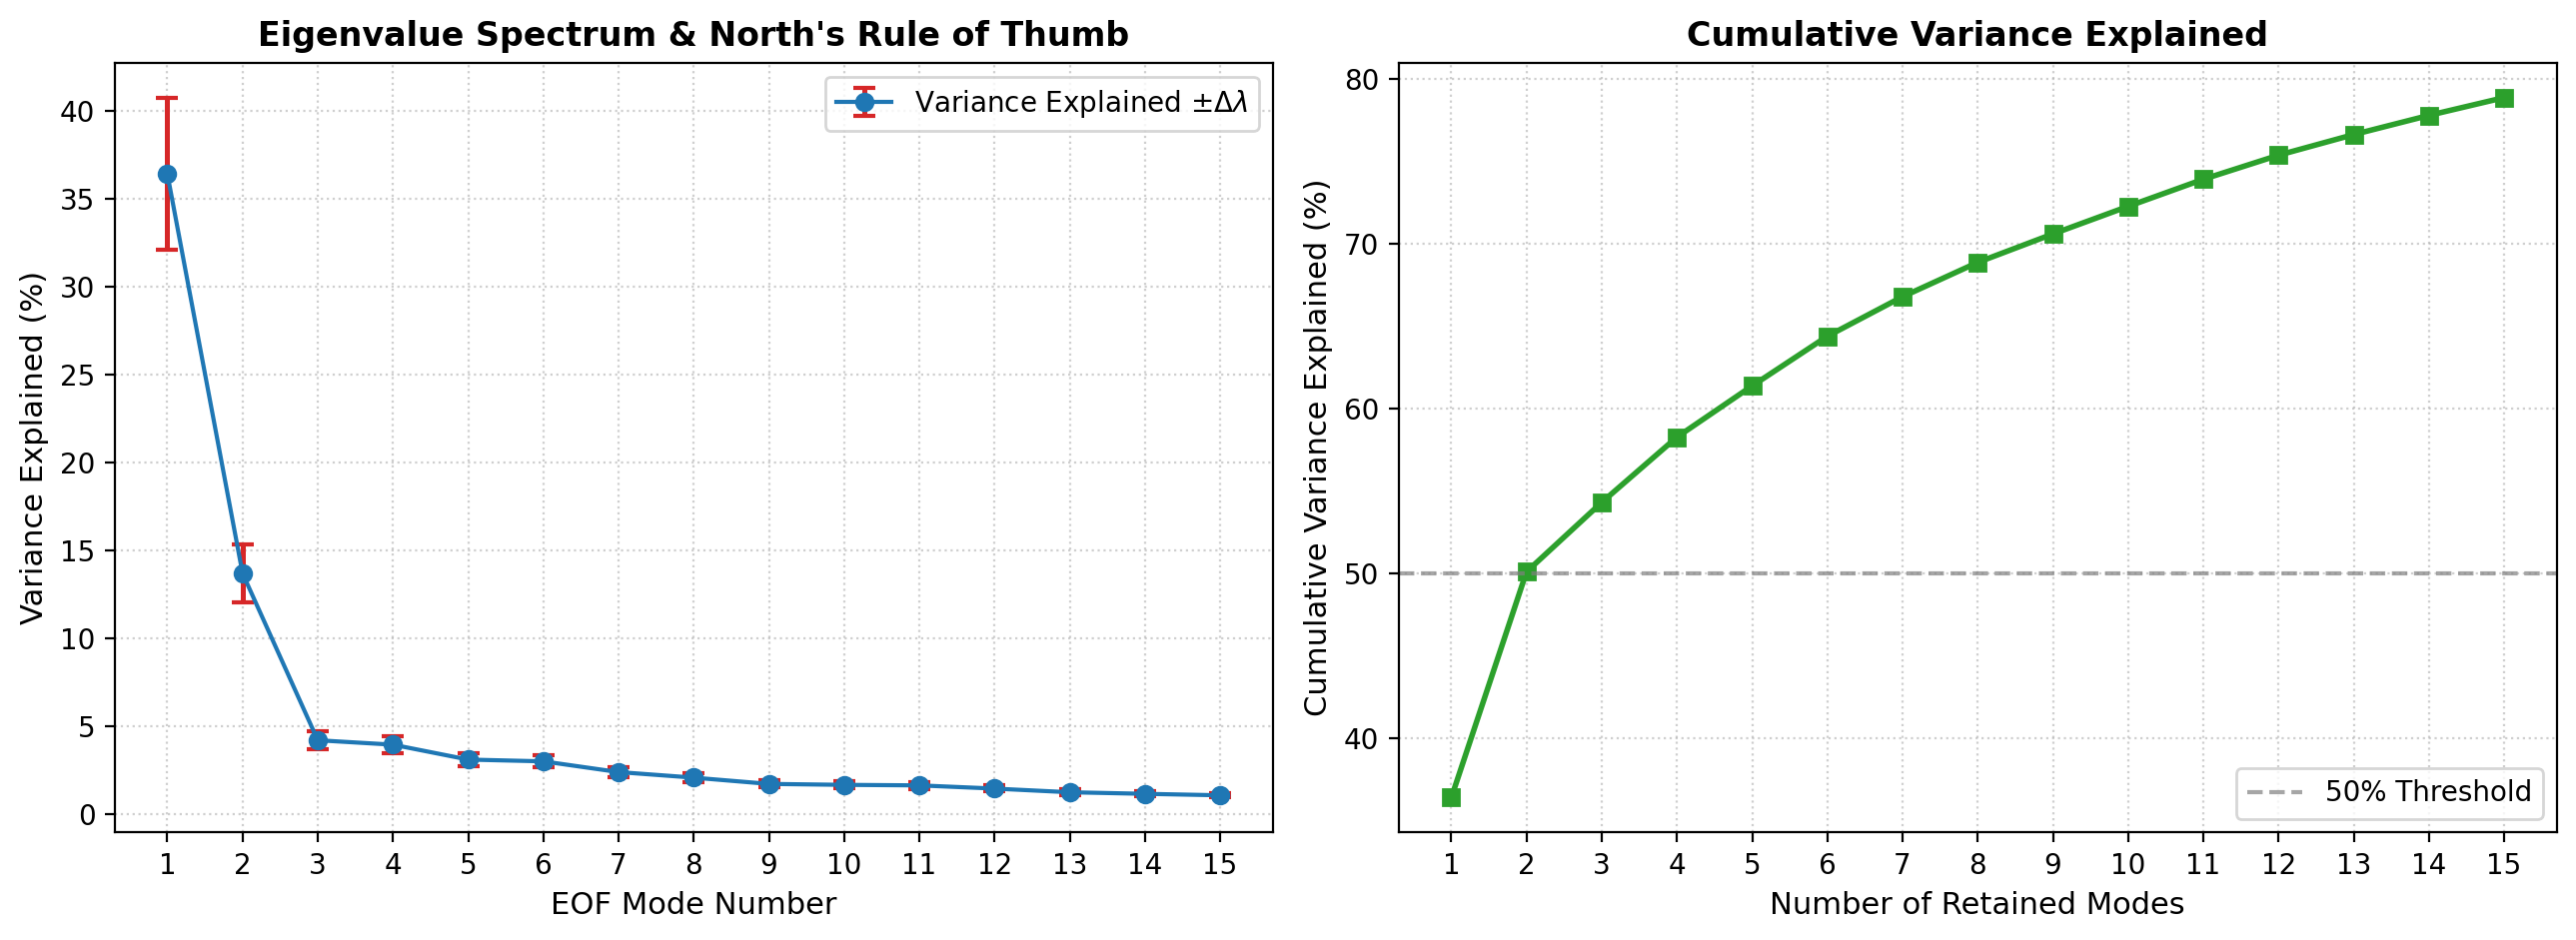 Eigenvalue Spectrum & North's Rule of Thumb
Variance Explained ±Δλ
Variance Explained (%)
40
35
30
25
20
15
10
5
0
1 2 3 4 5 6 7 8 9 10 11 12 13 14 15
EOF Mode Number
Cumulative Variance Explained
Cumulative Variance Explained (%)
80
70
60
50
40
50% Threshold
1 2 3 4 5 6 7 8 9 10 11 12 13 14 15
Number of Retained Modes